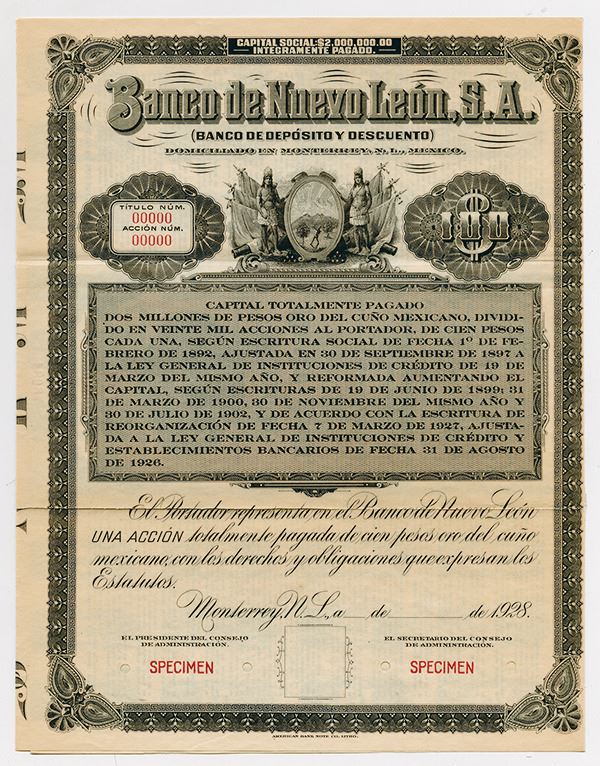 CAPITAL SOCIAL: $2,000,000.00
INTEGRAMENTE PAGADO.
Banco de Nuevo León, S.A.
(BANCO DE DEPÓSITO Y DESCUENTO)
DOMICILIADO EN MONTERREY, N. L., MEXICO.
TÍTULO NÚM.
00000
ACCIÓN NÚM.
00000
$100
CAPITAL TOTALMENTE PAGADO
DOS MILLONES DE PESOS ORO DEL CUÑO MEXICANO, DIVIDI-
DO EN VEINTE MIL ACCIONES AL PORTADOR, DE CIEN PESOS
CADA UNA, SEGÚN ESCRITURA SOCIAL DE FECHA 1º DE FE-
BRERO DE 1892, AJUSTADA EN 30 DE SEPTIEMBRE DE 1897 A
LA LEY GENERAL DE INSTITUCIONES DE CRÉDITO DE 19 DE
MARZO DEL MISMO AÑO, Y REFORMADA AUMENTANDO EL
CAPITAL, SEGÚN ESCRITURAS DE 19 DE JUNIO DE 1899; 31
DE MARZO DE 1900, 30 DE NOVIEMBRE DEL MISMO AÑO Y
30 DE JULIO DE 1902, Y DE ACUERDO CON LA ESCRITURA DE
REORGANIZACIÓN DE FECHA 7 DE MARZO DE 1927, AJUSTA-
DA A LA LEY GENERAL DE INSTITUCIONES DE CRÉDITO Y
ESTABLECIMIENTOS BANCARIOS DE FECHA 31 DE AGOSTO
DE 1926.
El Portador representa en el Banco de Nuevo León
UNA ACCIÓN totalmente pagada de cien pesos oro del cuño
mexicano, con los derechos y obligaciones que expresan los
Estatutos.
Monterrey, N. L., a de de 1928.
EL PRESIDENTE DEL CONSEJO
DE ADMINISTRACIÓN.
SPECIMEN
EL SECRETARIO DEL CONSEJO
DE ADMINISTRACIÓN.
SPECIMEN
AMERICAN BANK NOTE CO. LITHO.